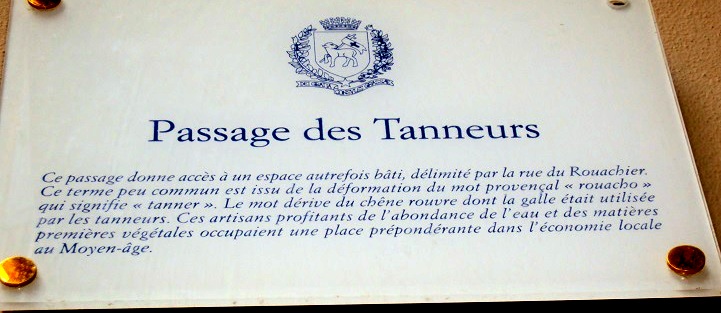 Passage des Tanneurs
Ce passage donne accès à un espace autrefois bâti, délimité par la rue du Rouachier.
Ce terme peu commun est issu de la déformation du mot provençal « rouacho »
qui signifie « tanner ». Le mot dérive du chêne rouvre dont la galle était utilisée
par les tanneurs. Ces artisans profitants de l'abondance de l'eau et des matières
premières végétales occupaient une place prépondérante dans l'économie locale
au Moyen-âge.